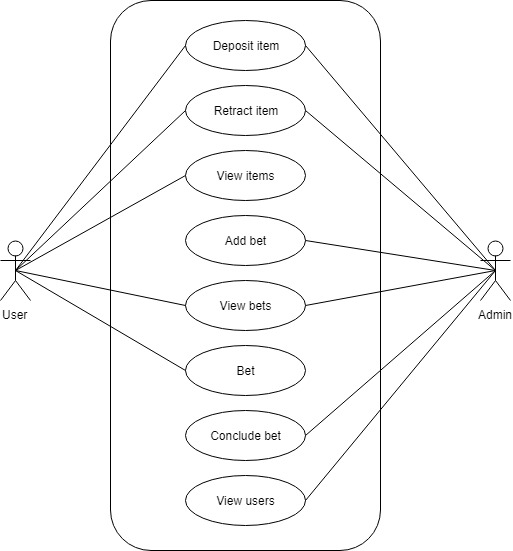 Deposit item
Retract item
View items
Add bet
View bets
User
Admin
Bet
Conclude bet
View users